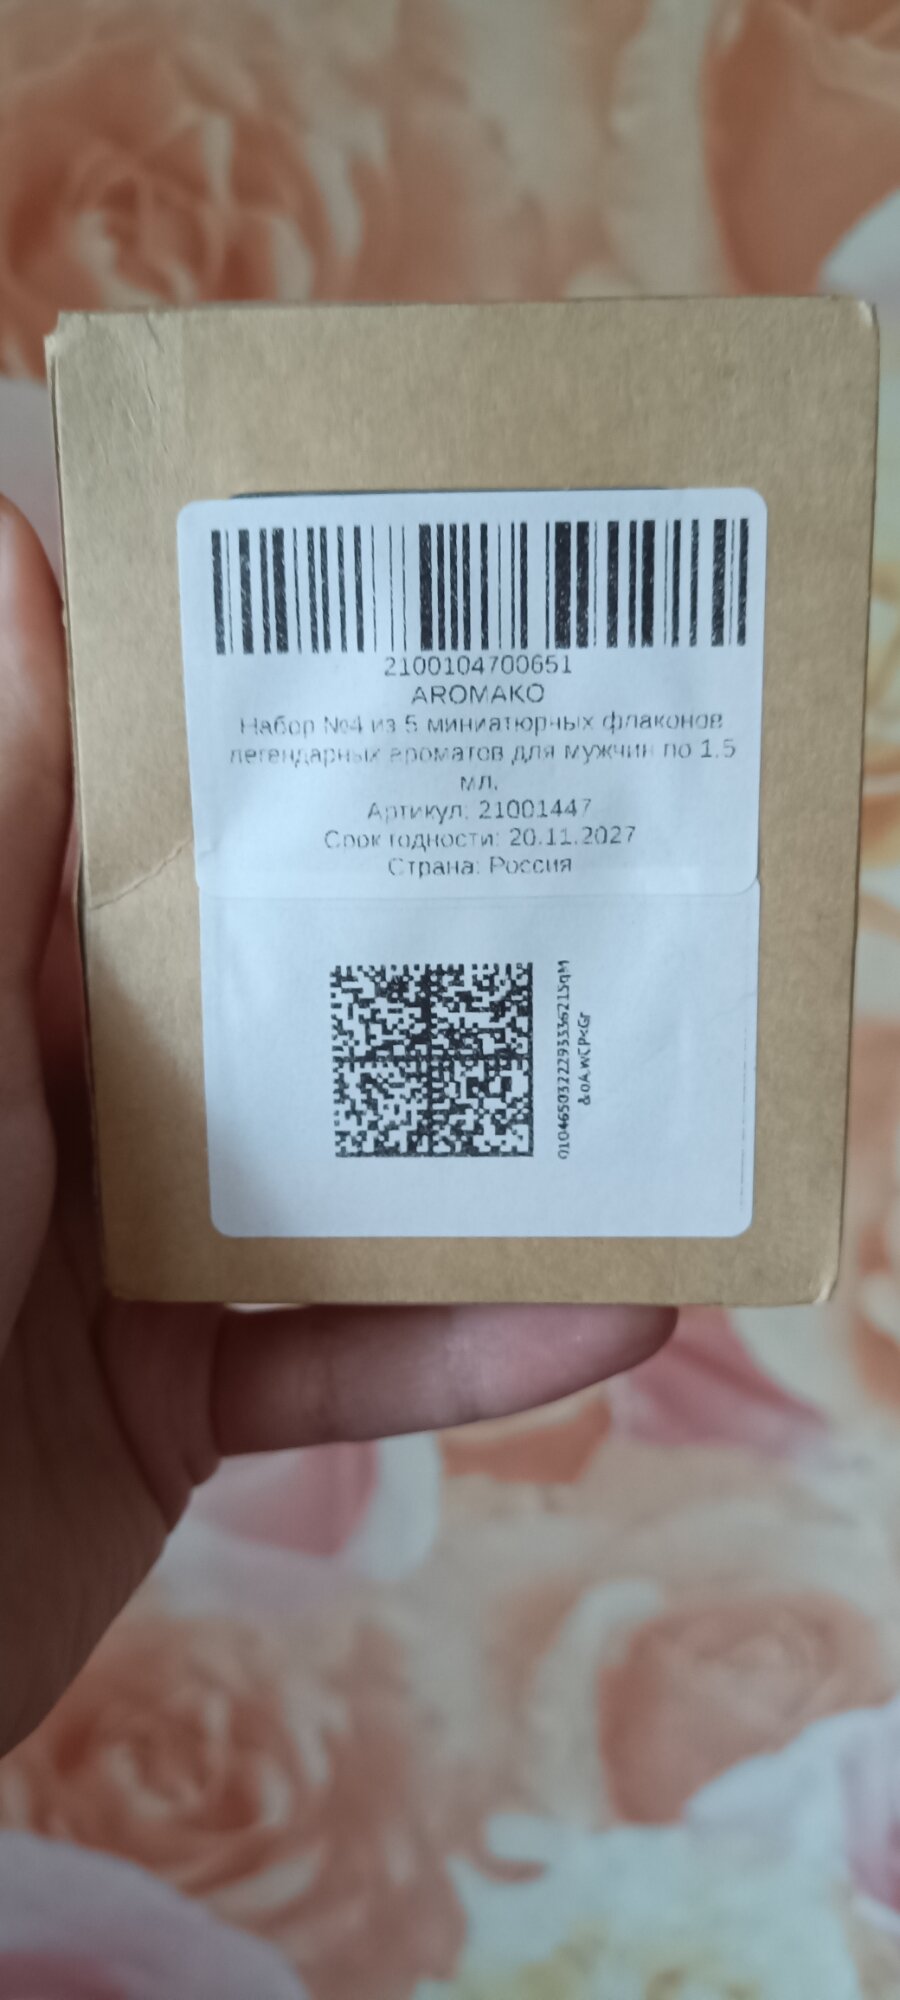 2100104700651
AROMAKO
Набор №4 из 5 миниатюрных флаконов
легендарных ароматов для мужчин по 1.5
мл.
Артикул: 21001447
Срок годности: 20.11.2027
Страна: Россия